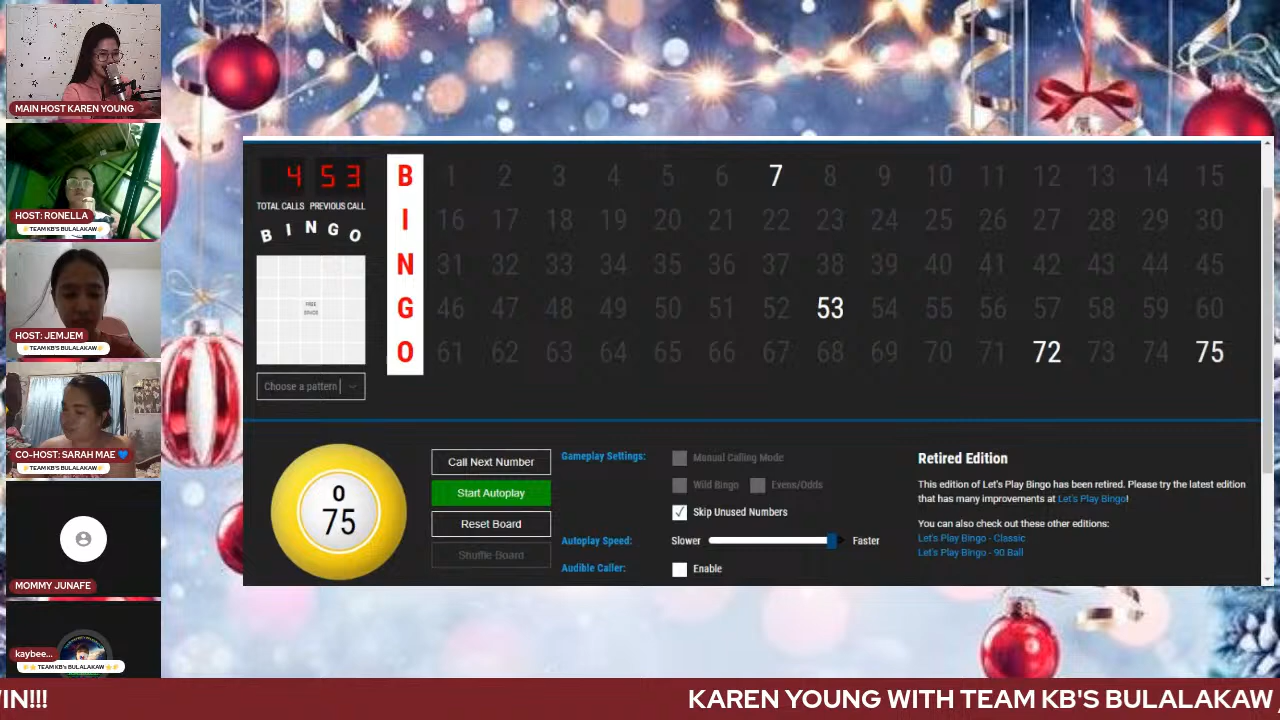 MAIN HOST KAREN YOUNG
HOST: RONELLA
TEAM KB'S BULALAKAW
HOST: JEMJEM
TEAM KB'S BULALAKAW
CO-HOST: SARAH MAE 💙
TEAM KB'S BULALAKAW
MOMMY JUNAFE
kaybee...
TEAM KB's BULALAKAW
4 53
TOTAL CALLS PREVIOUS CALL
BINGO
FREE SPACE
Choose a pattern
B 1 2 3 4 5 6 7 8 9 10 11 12 13 14 15
I 16 17 18 19 20 21 22 23 24 25 26 27 28 29 30
N 31 32 33 34 35 36 37 38 39 40 41 42 43 44 45
G 46 47 48 49 50 51 52 53 54 55 56 57 58 59 60
O 61 62 63 64 65 66 67 68 69 70 71 72 73 74 75
O
75
Call Next Number
Start Autoplay
Reset Board
Shuffle Board
Gameplay Settings:
Manual Calling Mode
Wild Bingo Evens/Odds
Skip Unused Numbers
Autoplay Speed: Slower Faster
Audible Caller: Enable
Retired Edition
This edition of Let's Play Bingo has been retired. Please try the latest edition
that has many improvements at Let's Play Bingo!
You can also check out these other editions:
Let's Play Bingo - Classic
Let's Play Bingo - 90 Ball
IN!!! KAREN YOUNG WITH TEAM KB'S BULALAKAW